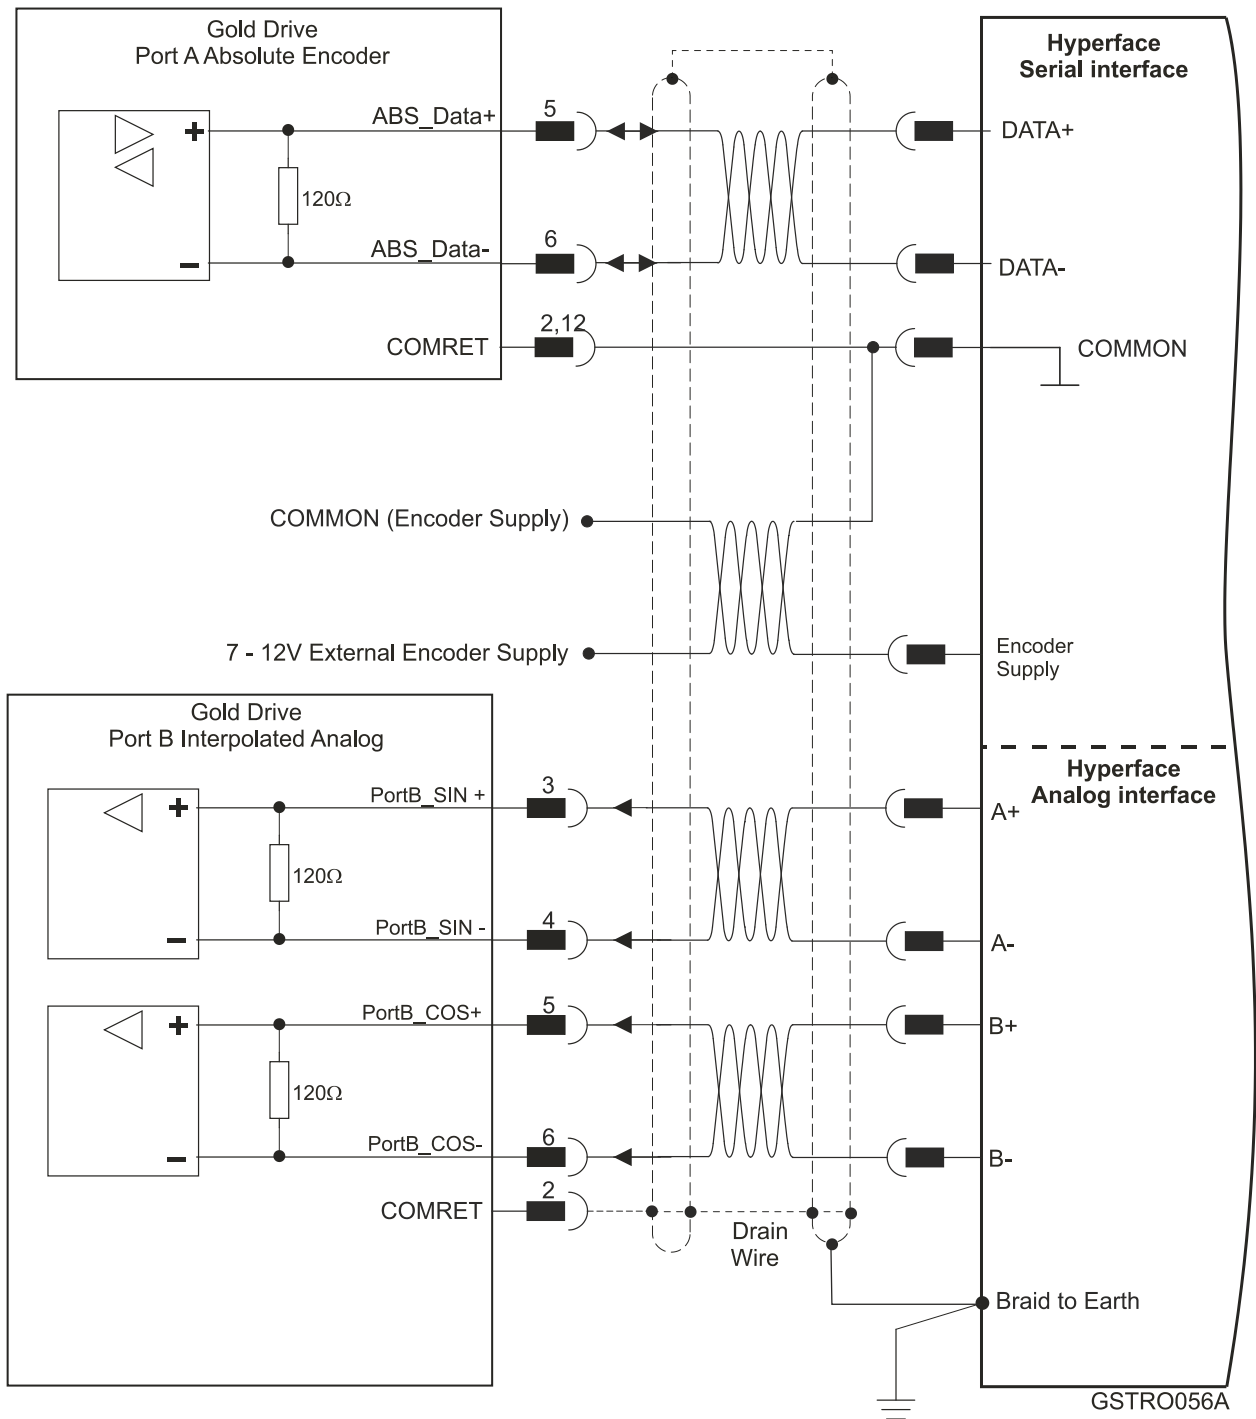 Gold Drive
Port A Absolute Encoder
ABS_Data+
5
120Ω
ABS_Data-
6
COMRET
2,12
Hyperface
Serial interface
DATA+
DATA-
COMMON
COMMON (Encoder Supply)
7 - 12V External Encoder Supply
Encoder
Supply
Gold Drive
Port B Interpolated Analog
PortB_SIN +
3
120Ω
PortB_SIN -
4
PortB_COS+
5
120Ω
PortB_COS-
6
COMRET
2
Drain
Wire
Hyperface
Analog interface
A+
A-
B+
B-
Braid to Earth
GSTRO056A